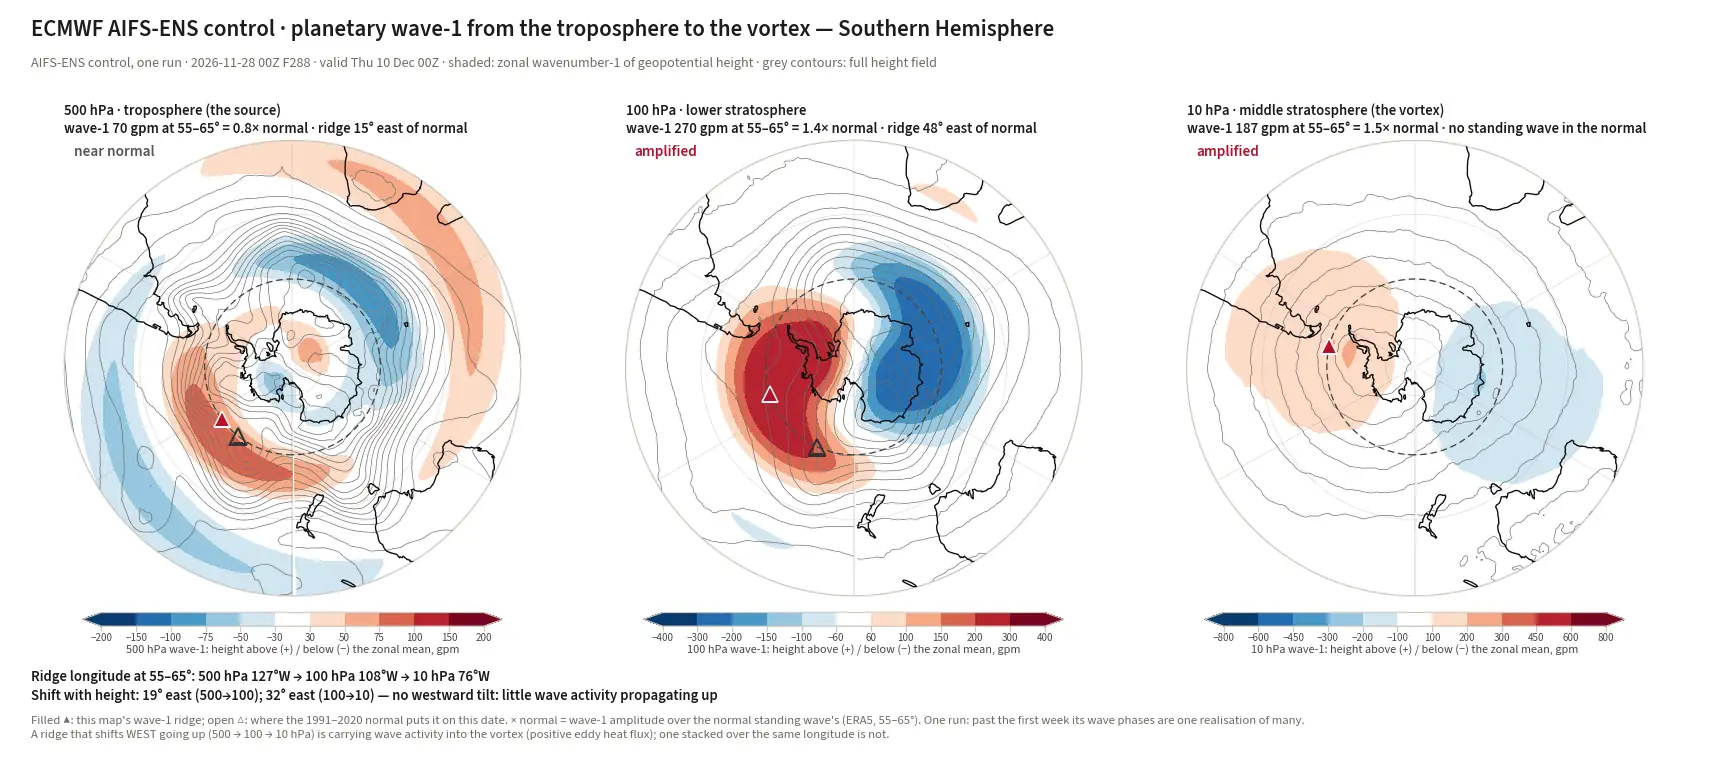 ECMWF AIFS-ENS control · planetary wave-1 from the troposphere to the vortex — Southern Hemisphere
AIFS-ENS control, one run · 2026-11-28 00Z F288 · valid Thu 10 Dec 00Z · shaded: zonal wavenumber-1 of geopotential height · grey contours: full height field
500 hPa · troposphere (the source)
wave-1 70 gpm at 55–65° = 0.8× normal · ridge 15° east of normal
near normal
100 hPa · lower stratosphere
wave-1 270 gpm at 55–65° = 1.4× normal · ridge 48° east of normal
amplified
10 hPa · middle stratosphere (the vortex)
wave-1 187 gpm at 55–65° = 1.5× normal · no standing wave in the normal
amplified
−200 −150 −100 −75 −50 −30 30 50 75 100 150 200
500 hPa wave-1: height above (+) / below (−) the zonal mean, gpm
−400 −300 −200 −150 −100 −60 60 100 150 200 300 400
100 hPa wave-1: height above (+) / below (−) the zonal mean, gpm
−800 −600 −450 −300 −200 −100 100 200 300 450 600 800
10 hPa wave-1: height above (+) / below (−) the zonal mean, gpm
Ridge longitude at 55–65°: 500 hPa 127°W → 100 hPa 108°W → 10 hPa 76°W
Shift with height: 19° east (500→100); 32° east (100→10) — no westward tilt: little wave activity propagating up
Filled ▲: this map's wave-1 ridge; open △: where the 1991–2020 normal puts it on this date. × normal = wave-1 amplitude over the normal standing wave's (ERA5, 55–65°). One run: past the first week its wave phases are one realisation of many.
A ridge that shifts WEST going up (500 → 100 → 10 hPa) is carrying wave activity into the vortex (positive eddy heat flux); one stacked over the same longitude is not.